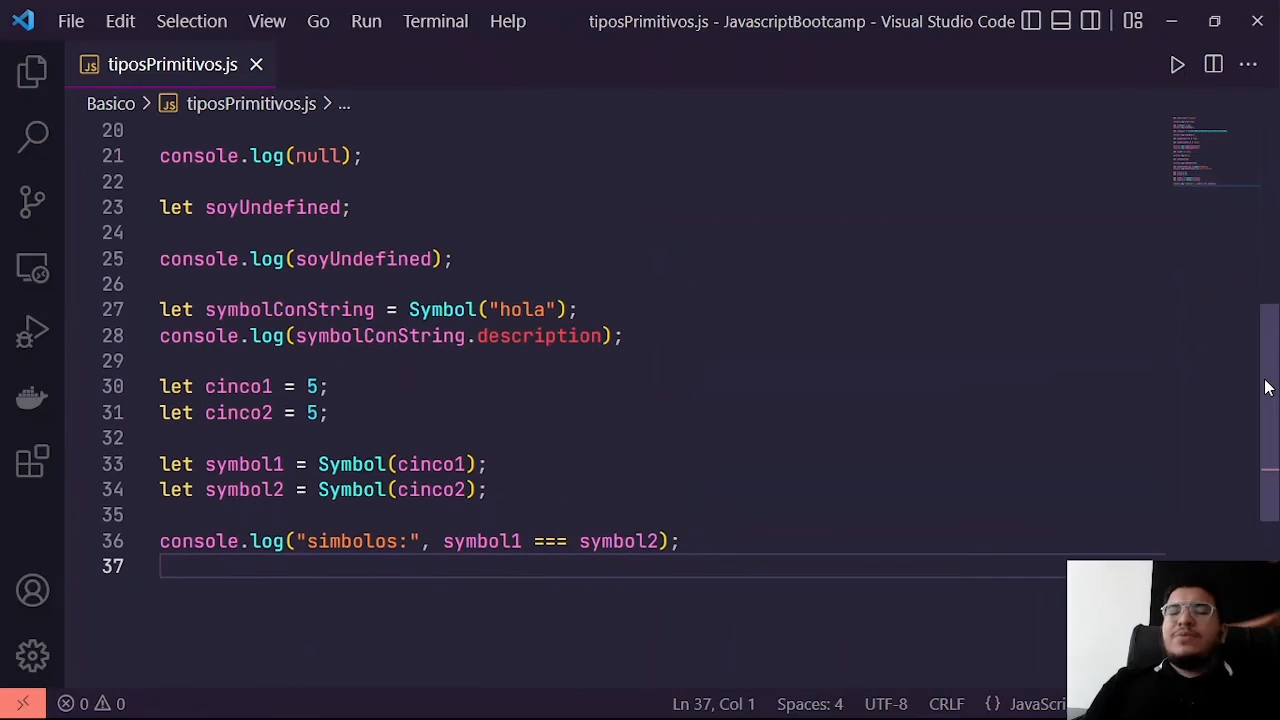 File Edit Selection View Go Run Terminal Help tiposPrimitivos.js - JavascriptBootcamp - Visual Studio Code
JS tiposPrimitivos.js
Basico > JS tiposPrimitivos.js > ...
20
21 console.log(null);
22
23 let soyUndefined;
24
25 console.log(soyUndefined);
26
27 let symbolConString = Symbol("hola");
28 console.log(symbolConString.description);
29
30 let cinco1 = 5;
31 let cinco2 = 5;
32
33 let symbol1 = Symbol(cinco1);
34 let symbol2 = Symbol(cinco2);
35
36 console.log("simbolos:", symbol1 === symbol2);
37
0 0 Ln 37, Col 1 Spaces: 4 UTF-8 CRLF {} JavaScri